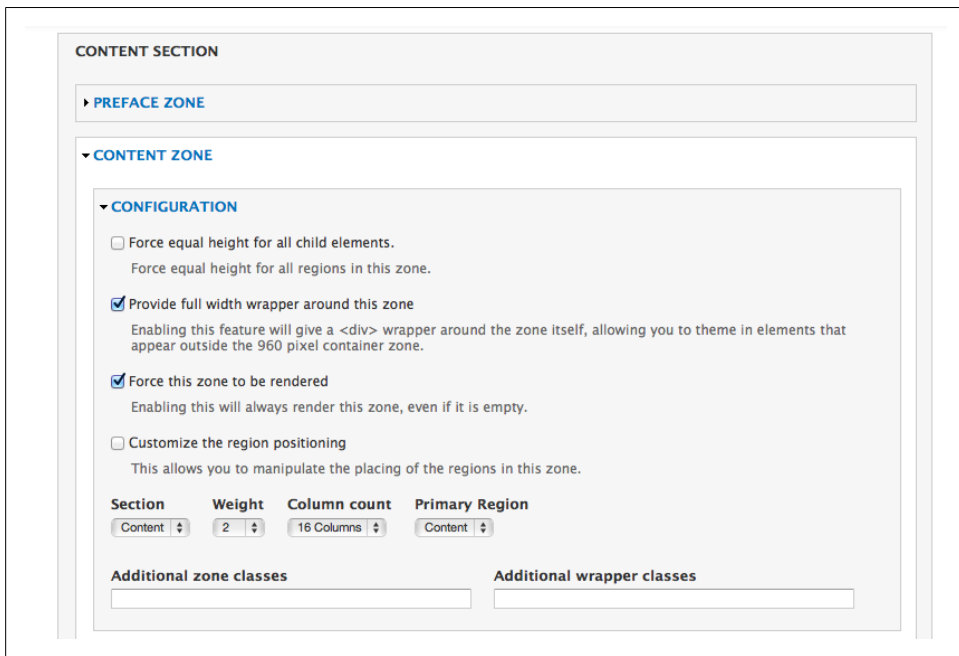 CONTENT SECTION
PREFACE ZONE
CONTENT ZONE
CONFIGURATION
Force equal height for all child elements.
Force equal height for all regions in this zone.
Provide full width wrapper around this zone
Enabling this feature will give a <div> wrapper around the zone itself, allowing you to theme in elements that
appear outside the 960 pixel container zone.
Force this zone to be rendered
Enabling this will always render this zone, even if it is empty.
Customize the region positioning
This allows you to manipulate the placing of the regions in this zone.
Section Weight Column count Primary Region
Content 2 16 Columns Content
Additional zone classes Additional wrapper classes